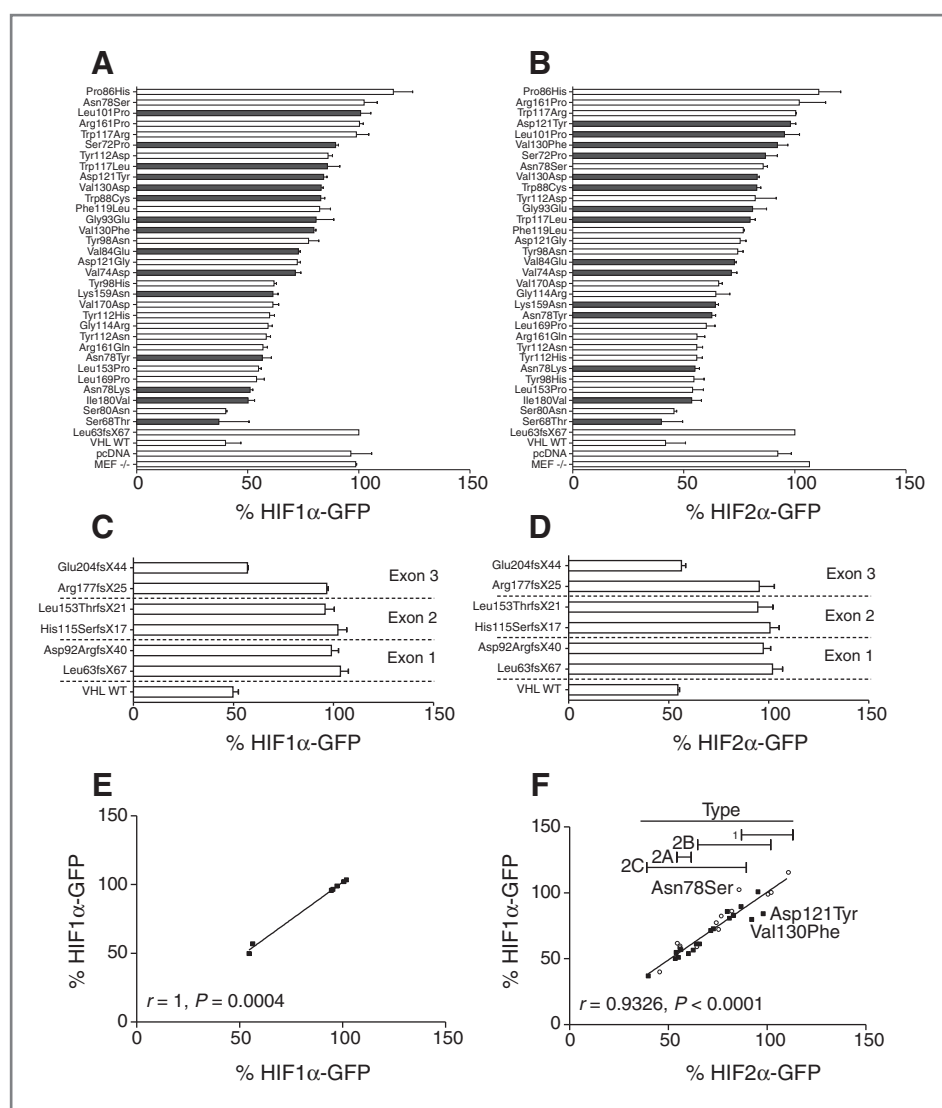 A
Pro86His
Asn78Ser
Leu101Pro
Arg161Pro
Trp117Arg
Ser72Pro
Tyr112Asp
Trp117Leu
Asp121Tyr
Val130Asp
Trp88Cys
Phe119Leu
Gly93Glu
Val130Phe
Tyr98Asn
Val84Glu
Asp121Gly
Val74Asp
Tyr98His
Lys159Asn
Val170Asp
Tyr112His
Gly114Arg
Tyr112Asn
Arg161Gln
Asn78Tyr
Leu153Pro
Leu169Pro
Asn78Lys
Ile180Val
Ser80Asn
Ser68Thr
Leu63fsX67
VHL WT
pcDNA
MEF -/-
0 50 100 150
% HIF1α-GFP
B
Pro86His
Arg161Pro
Trp117Arg
Asp121Tyr
Leu101Pro
Val130Phe
Ser72Pro
Asn78Ser
Val130Asp
Trp88Cys
Tyr112Asp
Gly93Glu
Trp117Leu
Phe119Leu
Asp121Gly
Tyr98Asn
Val84Glu
Val74Asp
Val170Asp
Gly114Arg
Lys159Asn
Asn78Tyr
Leu169Pro
Arg161Gln
Tyr112Asn
Tyr112His
Asn78Lys
Tyr98His
Leu153Pro
Ile180Val
Ser80Asn
Ser68Thr
Leu63fsX67
VHL WT
pcDNA
MEF -/-
0 50 100 150
% HIF2α-GFP
C
Glu204fsX44
Exon 3
Arg177fsX25
Leu153ThrfsX21
Exon 2
His115SerfsX17
Asp92ArgfsX40
Exon 1
Leu63fsX67
VHL WT
0 50 100 150
% HIF1α-GFP
D
Glu204fsX44
Exon 3
Arg177fsX25
Leu153ThrfsX21
Exon 2
His115SerfsX17
Asp92ArgfsX40
Exon 1
Leu63fsX67
VHL WT
0 50 100 150
% HIF2α-GFP
E
150
100
50
0
% HIF1α-GFP
r = 1, P = 0.0004
0 50 100 150
% HIF1α-GFP
F
Type
150
1
2B
2A
2C
100
Asn78Ser
Asp121Tyr
Val130Phe
50
0
% HIF1α-GFP
r = 0.9326, P < 0.0001
0 50 100 150
% HIF2α-GFP